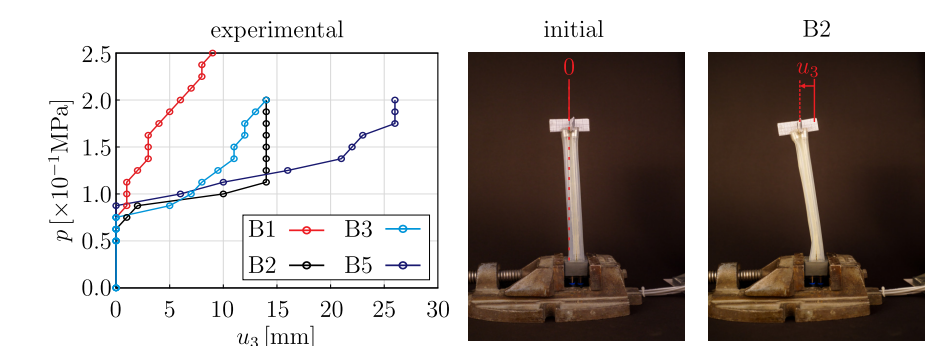 experimental
initial
B2
2.5
2.0
1.5
1.0
0.5
0.0
p [×10⁻¹MPa]
B1
B3
B2
B5
0 5 10 15 20 25 30
u₃ [mm]
0
u₃